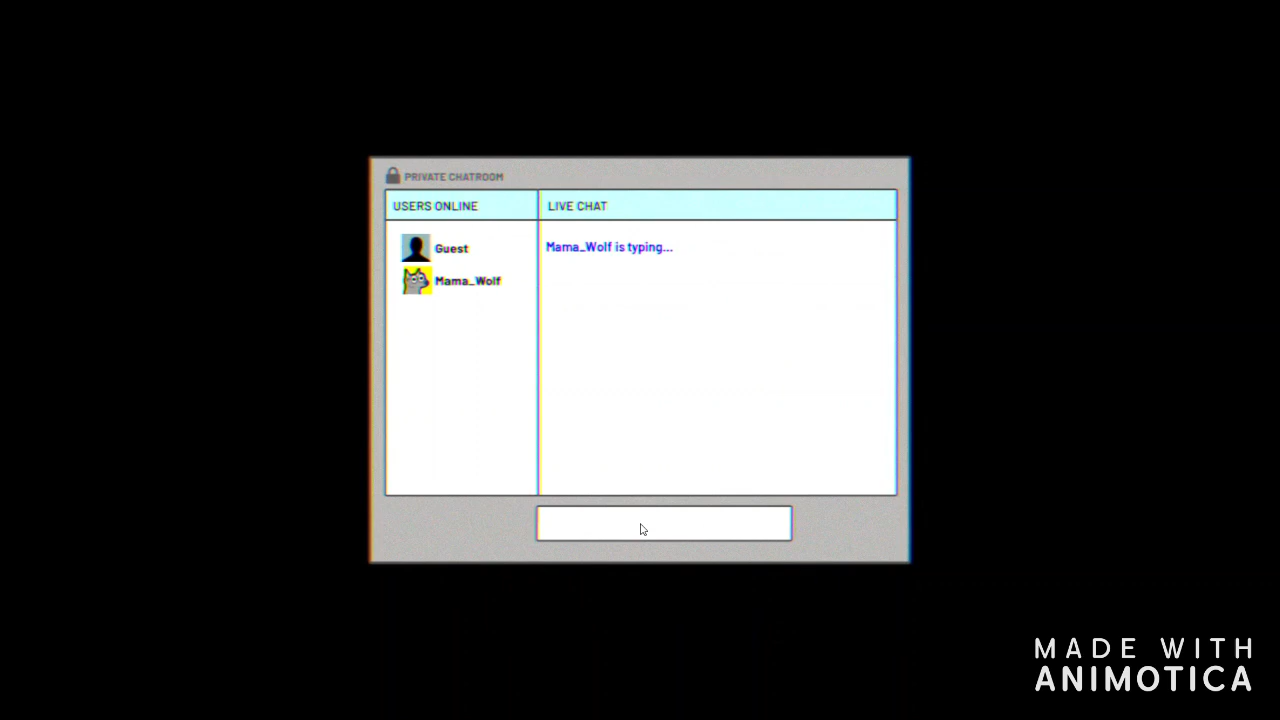 PRIVATE CHATROOM
USERS ONLINE
LIVE CHAT
Guest
Mama_Wolf is typing...
Mama_Wolf
MADE WITH
ANIMOTICA